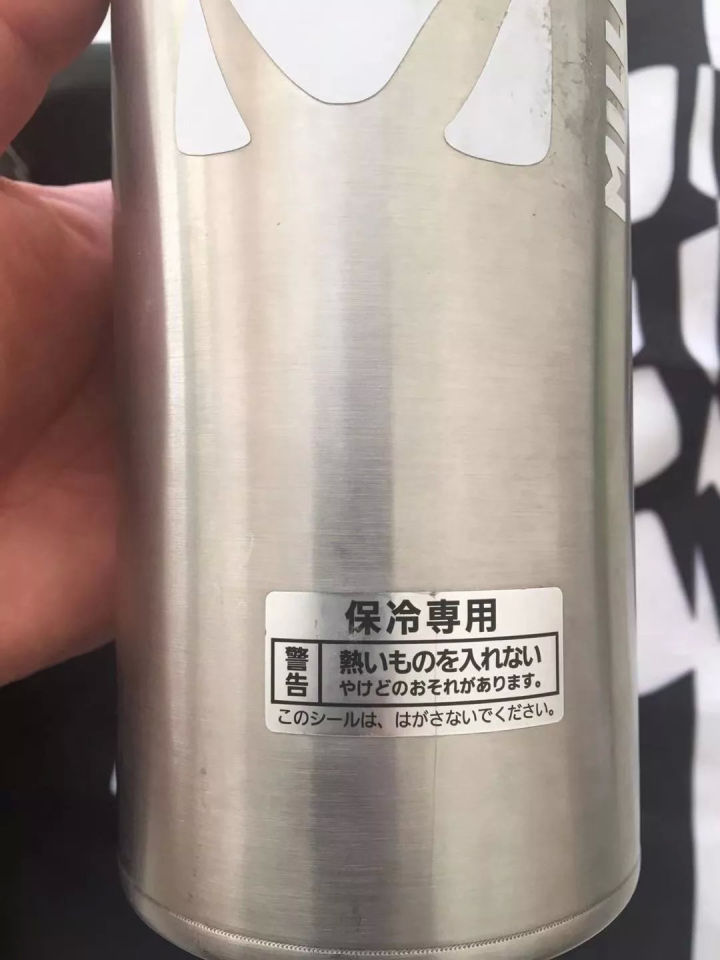 保冷専用
警告
熱いものを入れない
やけどのおそれがあります。
このシールは、はがさないでください。